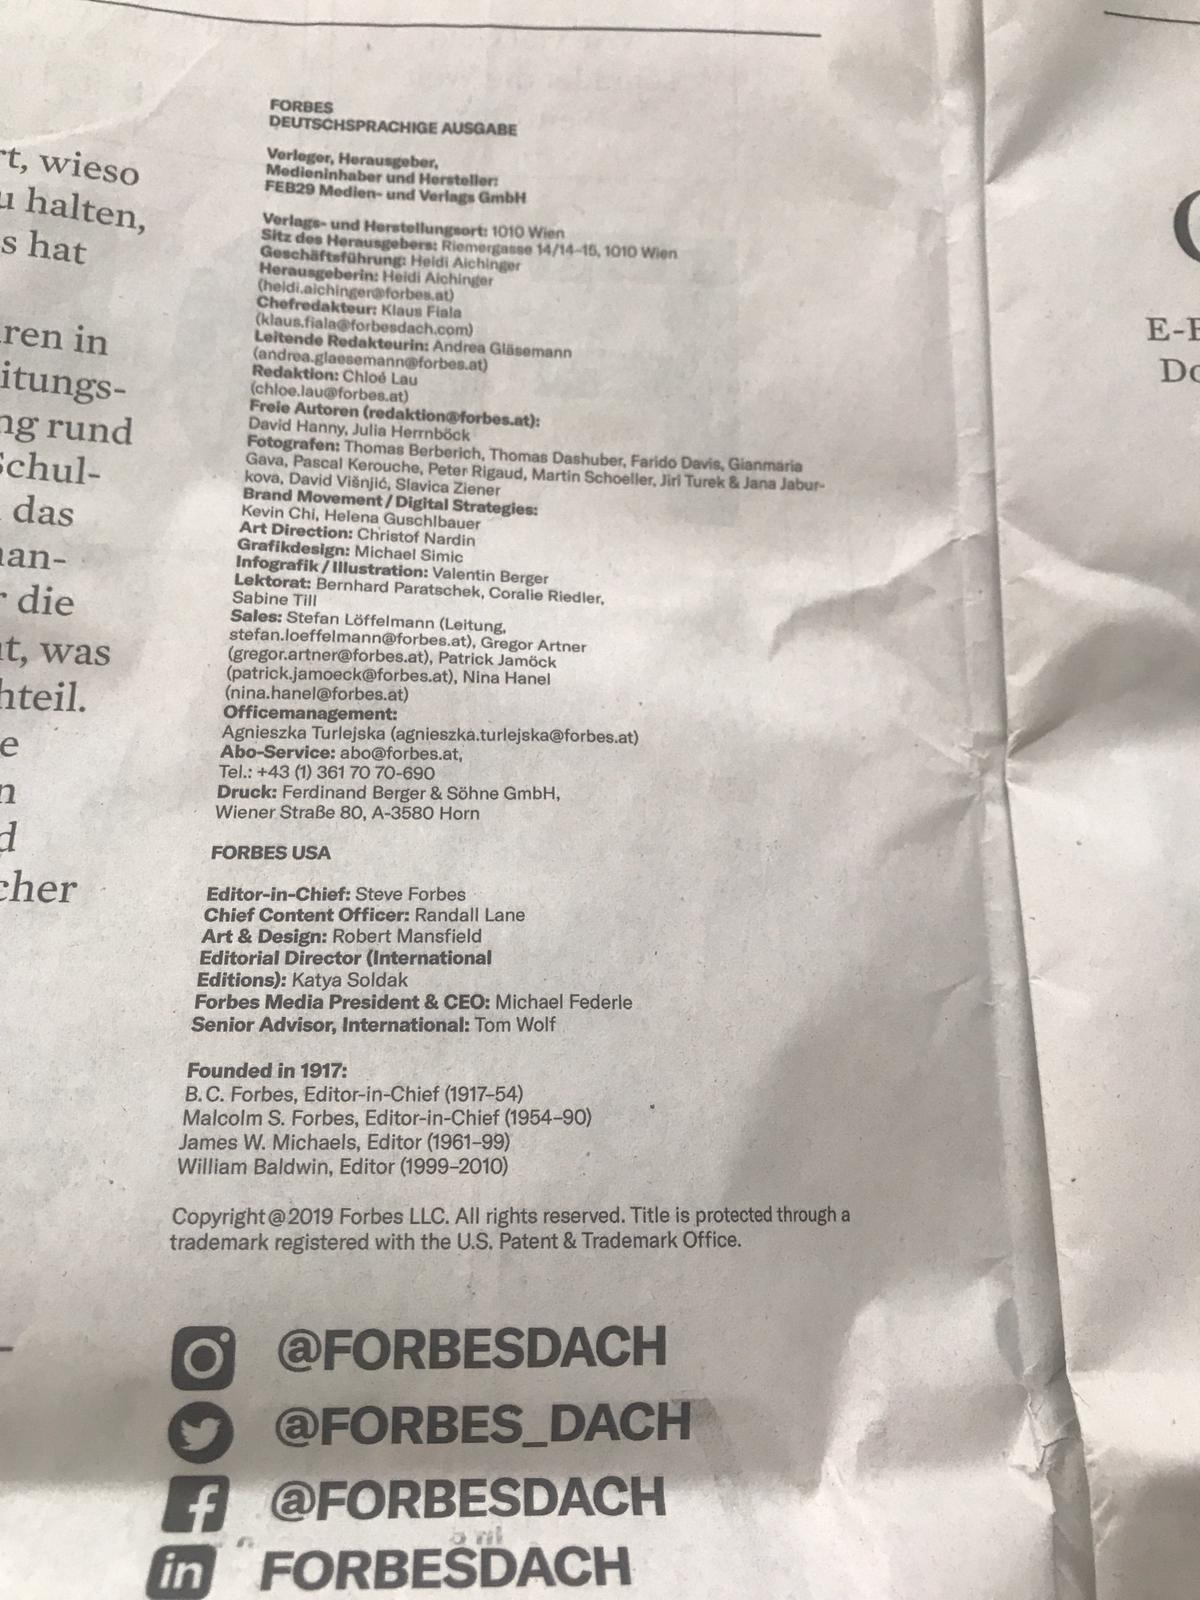 rt, wieso
u halten,
s hat
ren in
itungs-
ng rund
Schul-
das
nan-
r die
t, was
hteil.
e
n
d
cher
FORBES
DEUTSCHSPRACHIGE AUSGABE
Verleger, Herausgeber,
Medieninhaber und Hersteller:
FEB29 Medien- und Verlags GmbH
Verlags- und Herstellungsort: 1010 Wien
Sitz des Herausgebers: Riemergasse 14/14–15, 1010 Wien
Geschäftsführung: Heidi Aichinger
Herausgeberin: Heidi Aichinger
(heidi.aichinger@forbes.at)
Chefredakteur: Klaus Fiala
(klaus.fiala@forbesdach.com)
Leitende Redakteurin: Andrea Gläsemann
(andrea.glaesemann@forbes.at)
Redaktion: Chloé Lau
(chloe.lau@forbes.at)
Freie Autoren (redaktion@forbes.at):
David Hanny, Julia Herrnböck
Fotografen: Thomas Berberich, Thomas Dashuber, Farido Davis, Gianmaria
Gava, Pascal Kerouche, Peter Rigaud, Martin Schoeller, Jiri Turek & Jana Jabur-
kova, David Višnjić, Slavica Ziener
Brand Movement / Digital Strategies:
Kevin Chi, Helena Guschlbauer
Art Direction: Christof Nardin
Grafikdesign: Michael Simic
Infografik / Illustration: Valentin Berger
Lektorat: Bernhard Paratschek, Coralie Riedler,
Sabine Till
Sales: Stefan Löffelmann (Leitung,
stefan.loeffelmann@forbes.at), Gregor Artner
(gregor.artner@forbes.at), Patrick Jamöck
(patrick.jamoeck@forbes.at), Nina Hanel
(nina.hanel@forbes.at)
Officemanagement:
Agnieszka Turlejska (agnieszka.turlejska@forbes.at)
Abo-Service: abo@forbes.at,
Tel.: +43 (1) 361 70 70-690
Druck: Ferdinand Berger & Söhne GmbH,
Wiener Straße 80, A-3580 Horn
FORBES USA
Editor-in-Chief: Steve Forbes
Chief Content Officer: Randall Lane
Art & Design: Robert Mansfield
Editorial Director (International
Editions): Katya Soldak
Forbes Media President & CEO: Michael Federle
Senior Advisor, International: Tom Wolf
Founded in 1917:
B. C. Forbes, Editor-in-Chief (1917–54)
Malcolm S. Forbes, Editor-in-Chief (1954–90)
James W. Michaels, Editor (1961–99)
William Baldwin, Editor (1999–2010)
Copyright@2019 Forbes LLC. All rights reserved. Title is protected through a
trademark registered with the U.S. Patent & Trademark Office.
@FORBESDACH
@FORBES_DACH
@FORBESDACH
in FORBESDACH
E-
Do